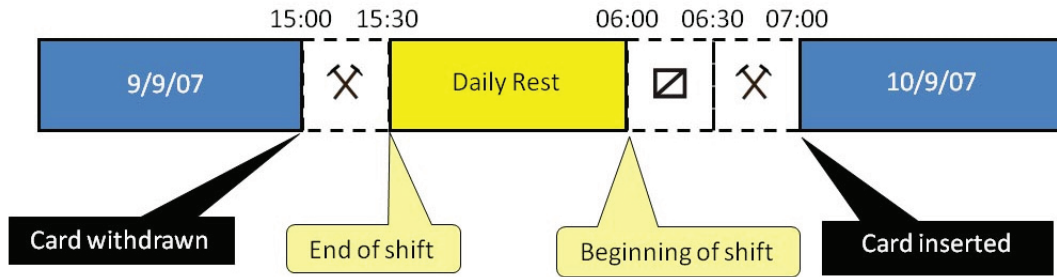 15:00 15:30 06:00 06:30 07:00
9/9/07 Daily Rest 10/9/07
Card withdrawn End of shift Beginning of shift Card inserted